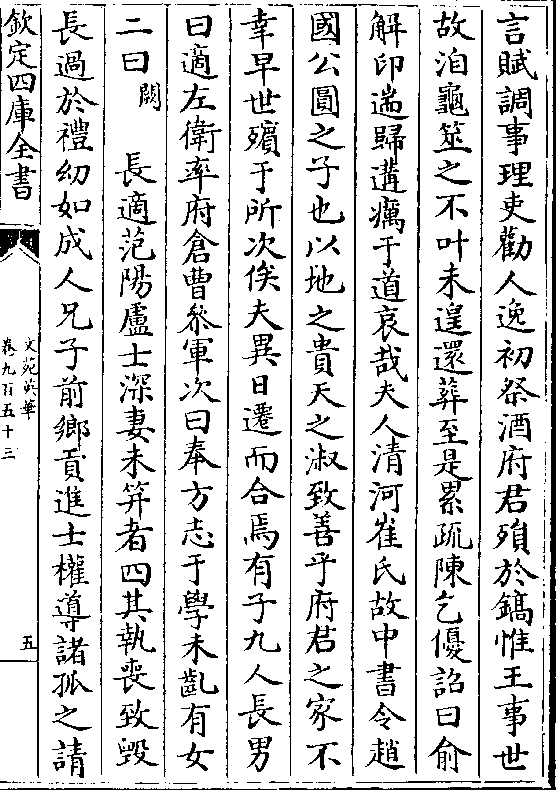 言賦調事理吏勸人逸初祭酒府君殞於鎬惟王事世
故洎龜筮之不叶未遑還葬至是累疏陳乞優詔曰俞
解印遄歸遘癘于道哀哉夫人清河崔氏故中書令趙
國公圓之子也以地之貴天之淑致善乎府君之家不
幸早世殯于所次俟夫異日遷而合焉有子九人長男
曰適左衛率府倉曹叅軍次曰奉方志于學未齔有女
二曰闕長適范陽盧士深妻未笄者四其執喪致毀
長過於禮幼如成人兄子前鄉貢進士權導諸孤之請
欽定四庫全書
文苑英華
卷九百五十三
五